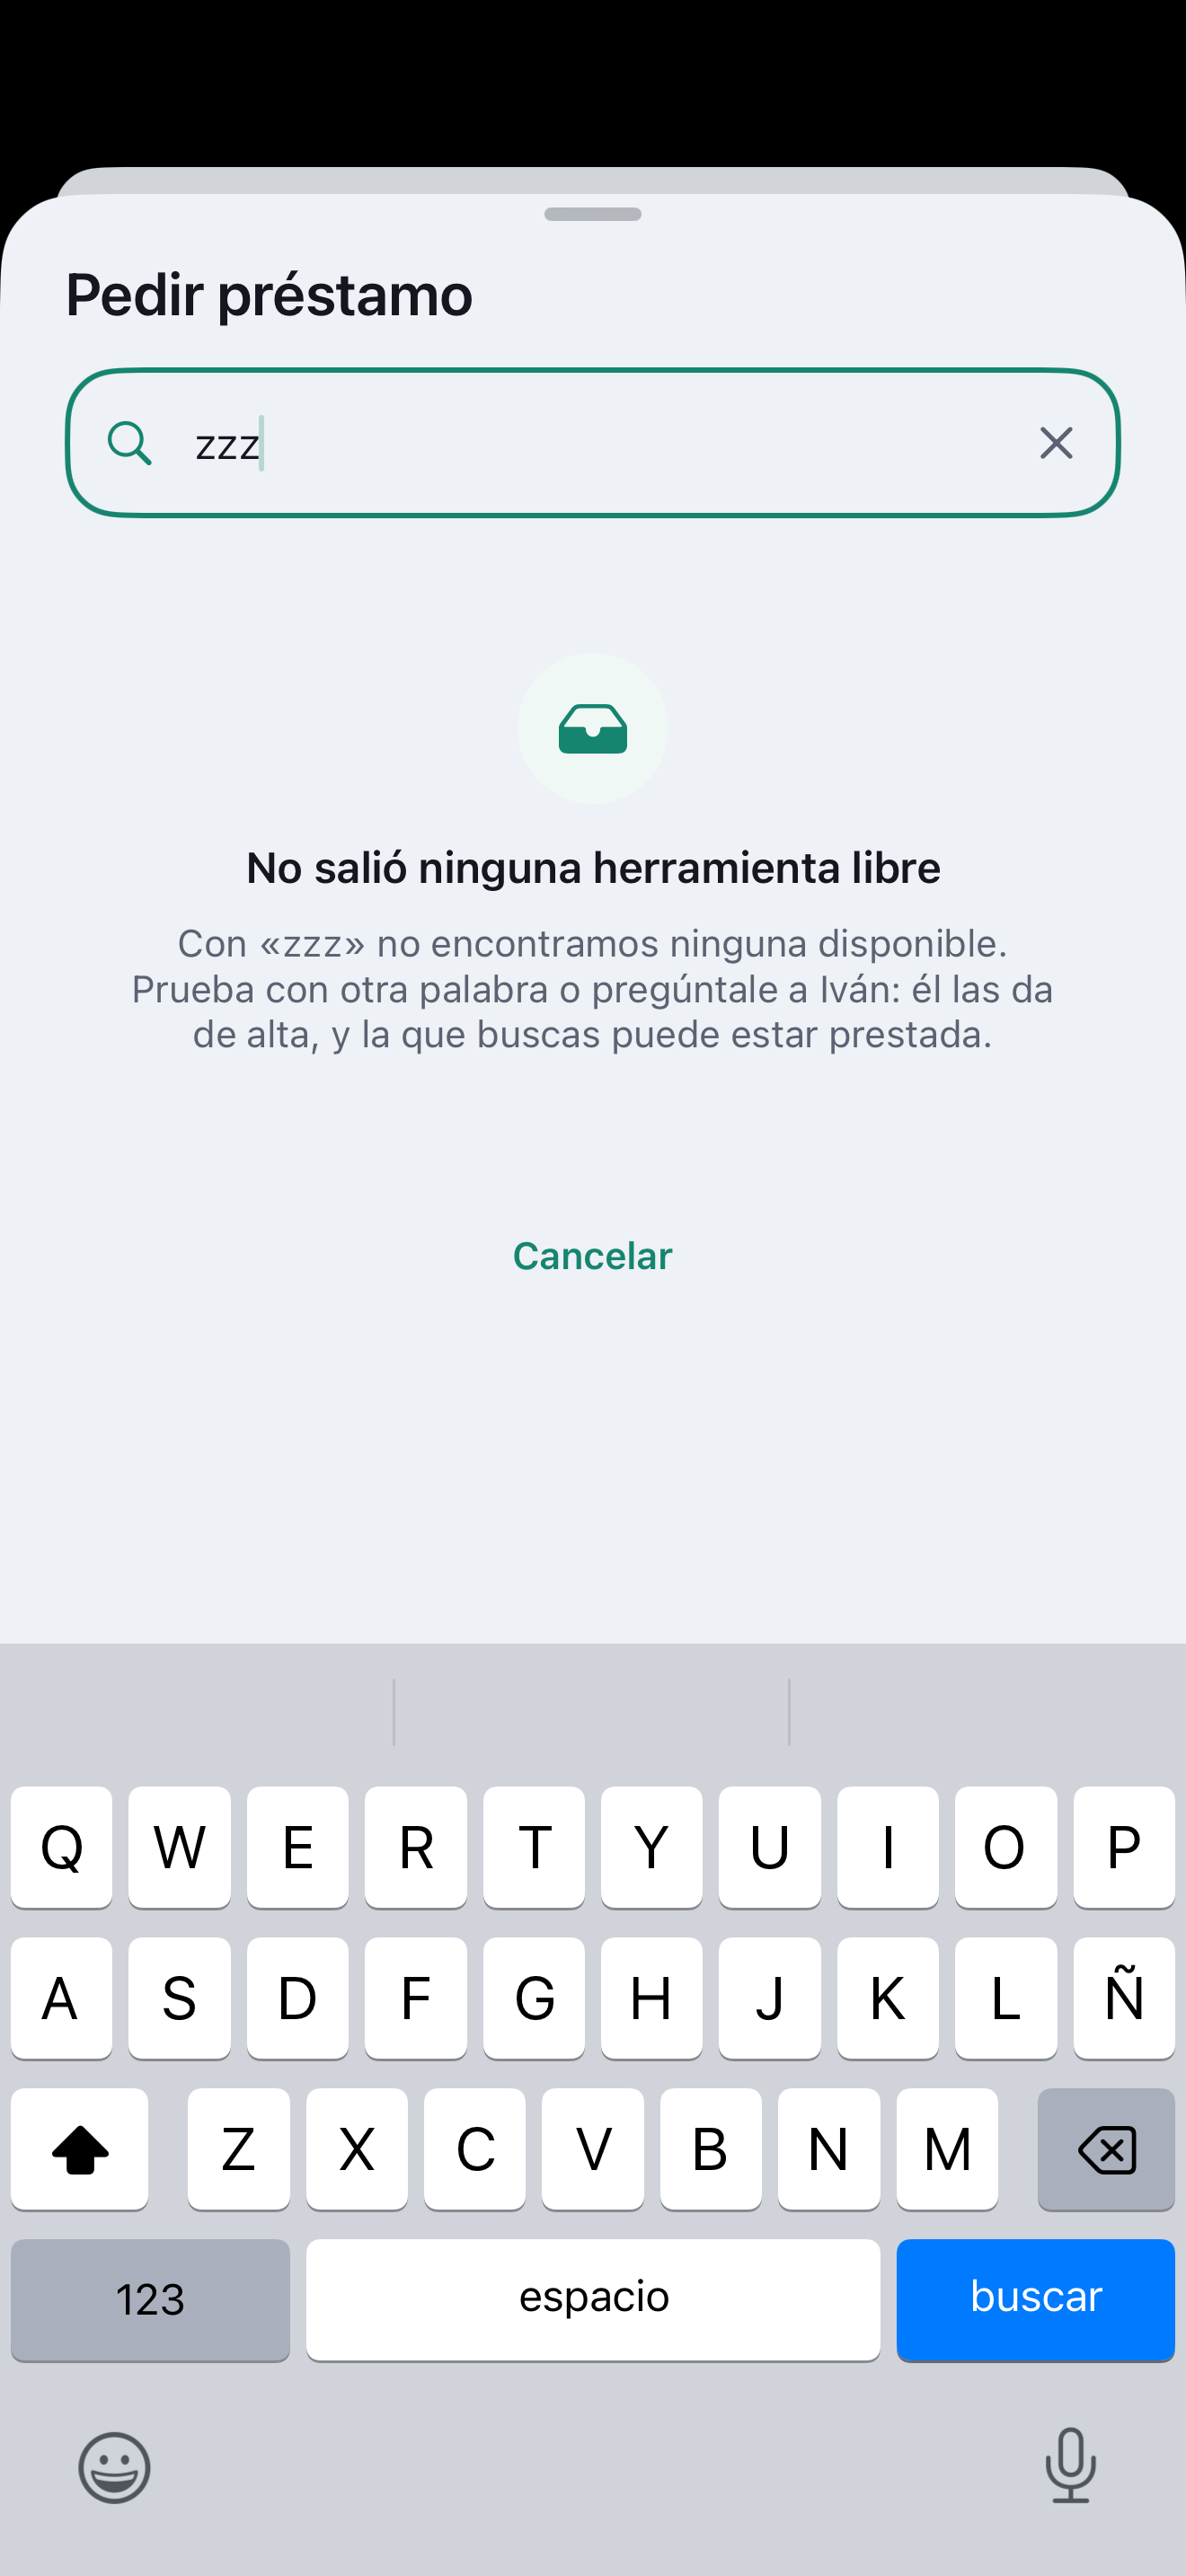 Pedir préstamo
zzz
No salió ninguna herramienta libre
Con «zzz» no encontramos ninguna disponible.
Prueba con otra palabra o pregúntale a Iván: él las da
de alta, y la que buscas puede estar prestada.
Cancelar
Q W E R T Y U I O P
A S D F G H J K L Ñ
Z X C V B N M
123 espacio buscar